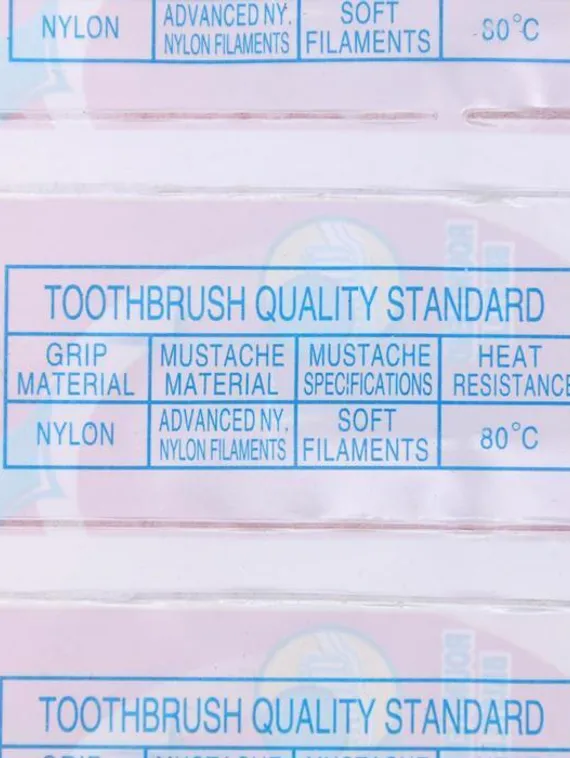 NYLON
ADVANCED NY.
NYLON FILAMENTS
SOFT
FILAMENTS
80°C
TOOTHBRUSH QUALITY STANDARD
GRIP
MATERIAL
MUSTACHE
MATERIAL
MUSTACHE
SPECIFICATIONS
HEAT
RESISTANCE
NYLON
ADVANCED NY.
NYLON FILAMENTS
SOFT
FILAMENTS
80°C
TOOTHBRUSH QUALITY STANDARD